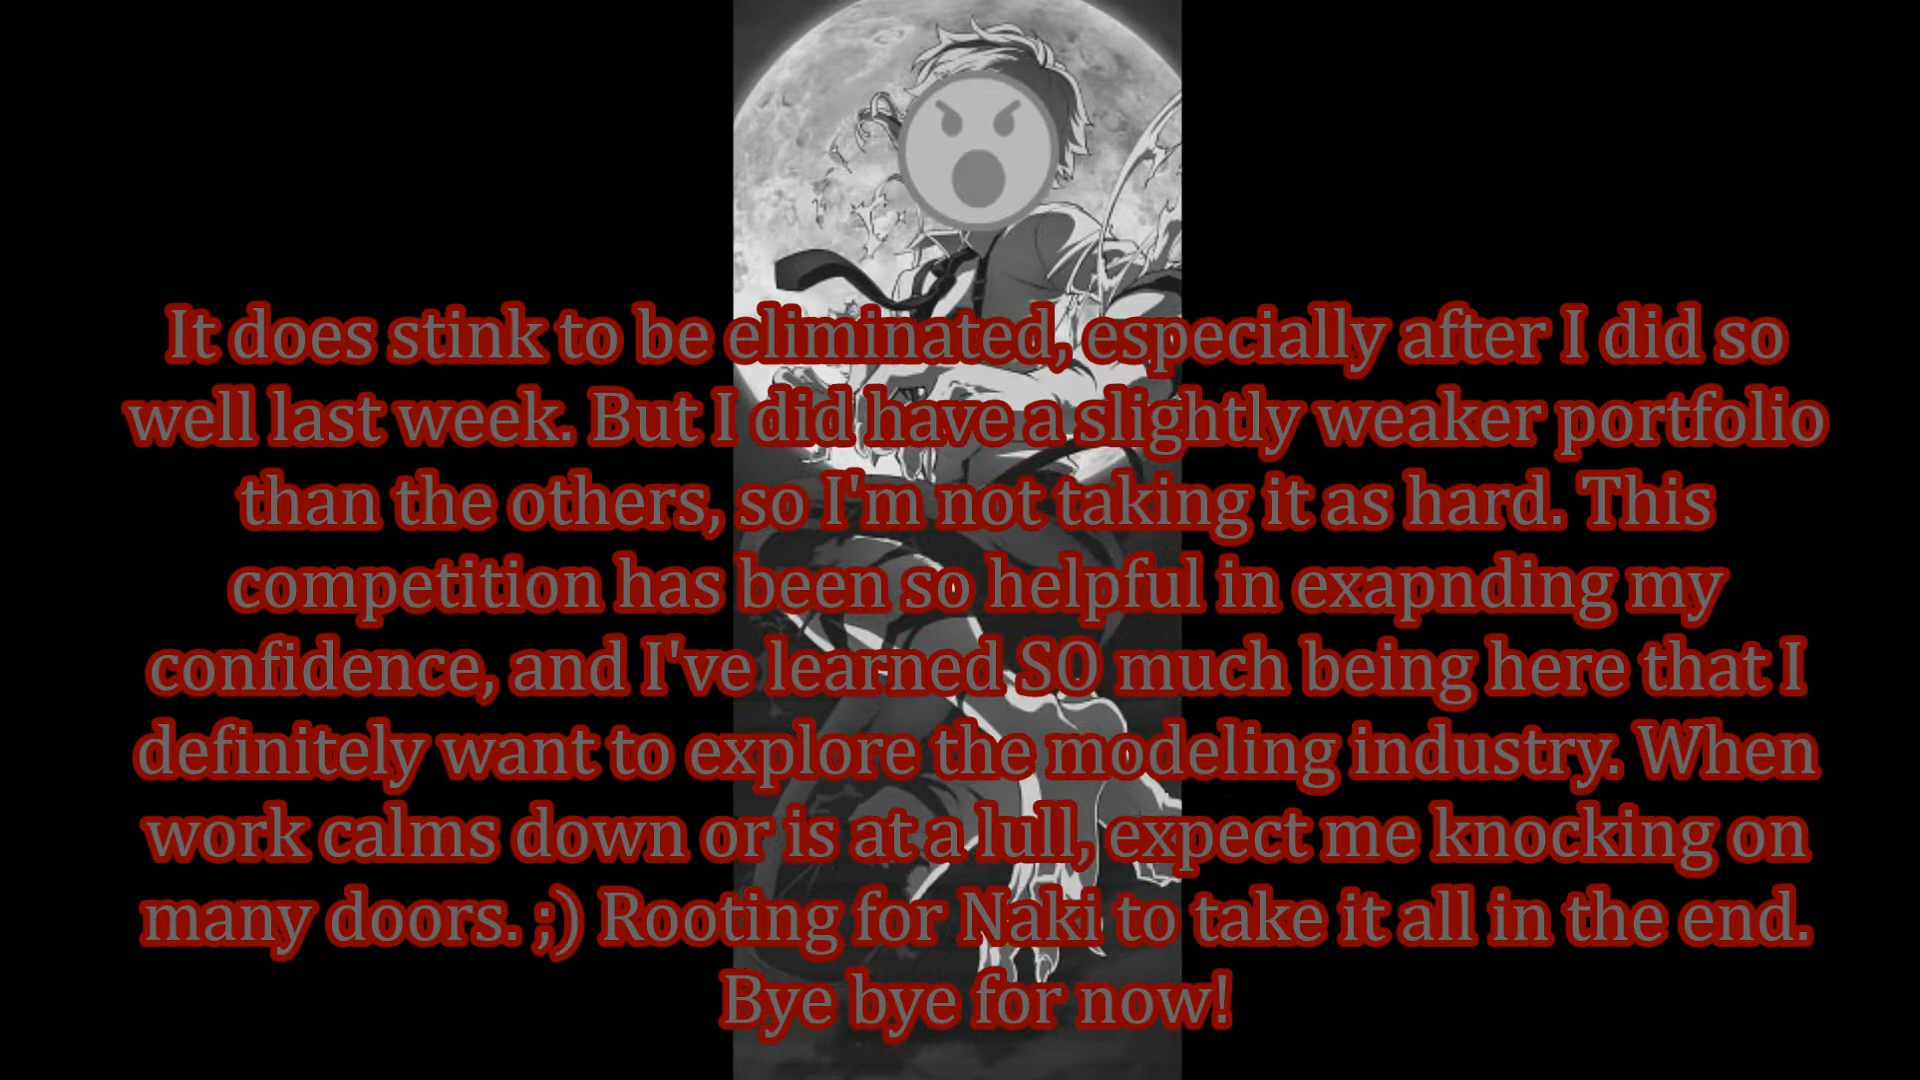 It does stink to be eliminated, especially after I did so
well last week. But I did have a slightly weaker portfolio
than the others, so I'm not taking it as hard. This
competition has been so helpful in exapnding my
confidence, and I've learned SO much being here that I
definitely want to explore the modeling industry. When
work calms down or is at a lull, expect me knocking on
many doors. ;) Rooting for Naki to take it all in the end.
Bye bye for now!